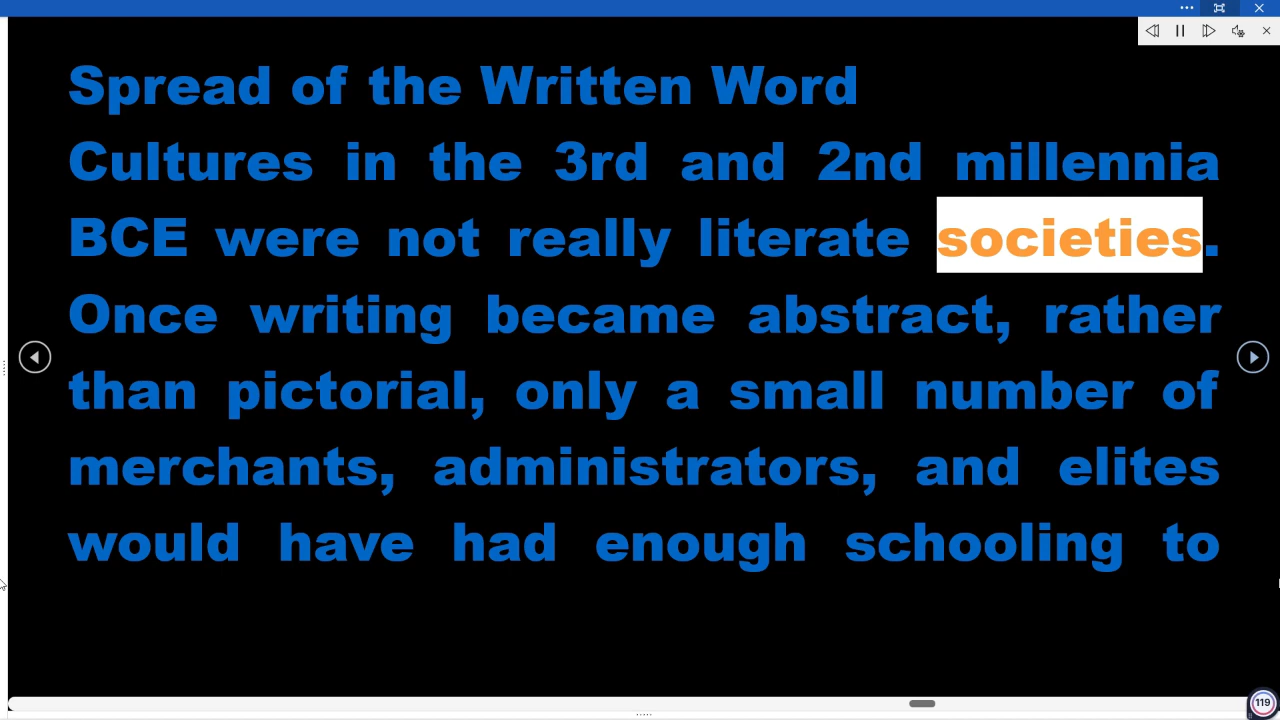 Spread of the Written Word
Cultures in the 3rd and 2nd millennia
BCE were not really literate societies.
Once writing became abstract, rather
than pictorial, only a small number of
merchants, administrators, and elites
would have had enough schooling to
119